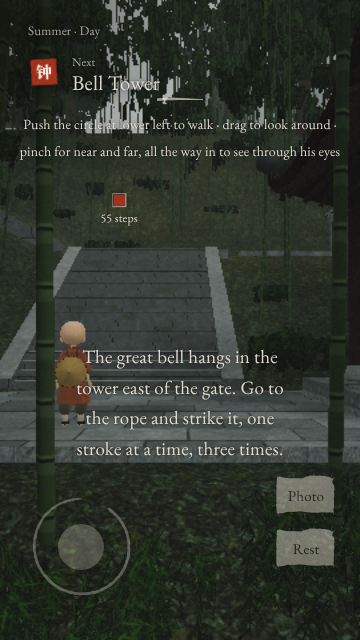 Summer · Day
鐘
Next
Bell Tower
Push the circle at lower left to walk · drag to look around ·
pinch for near and far, all the way in to see through his eyes
55 steps
The great bell hangs in the
tower east of the gate. Go to
the rope and strike it, one
stroke at a time, three times.
Photo
Rest